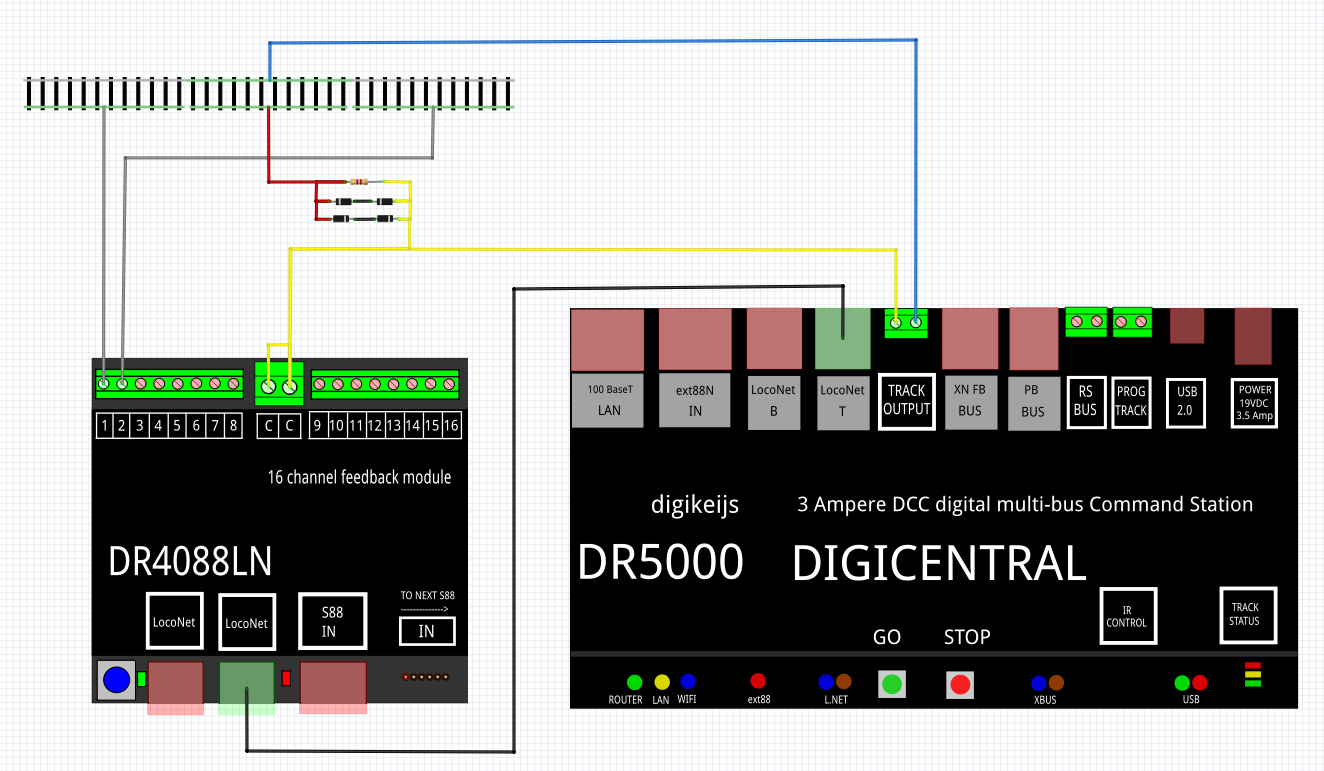 100 BaseT
LAN
ext88N
IN
LocoNet
B
LocoNet
T
TRACK
OUTPUT
XN FB
BUS
PB
BUS
RS
BUS
PROG
TRACK
USB
2.0
POWER
19VDC
3.5 Amp
1 2 3 4 5 6 7 8 C C 9 10 11 12 13 14 15 16
16 channel feedback module
digikeijs 3 Ampere DCC digital multi-bus Command Station
DR4088LN
DR5000 DIGICENTRAL
LocoNet
LocoNet
S88
IN
TO NEXT S88
-------------->
IN
IR
CONTROL
TRACK
STATUS
GO STOP
ROUTER LAN WIFI ext88 L.NET XBUS USB